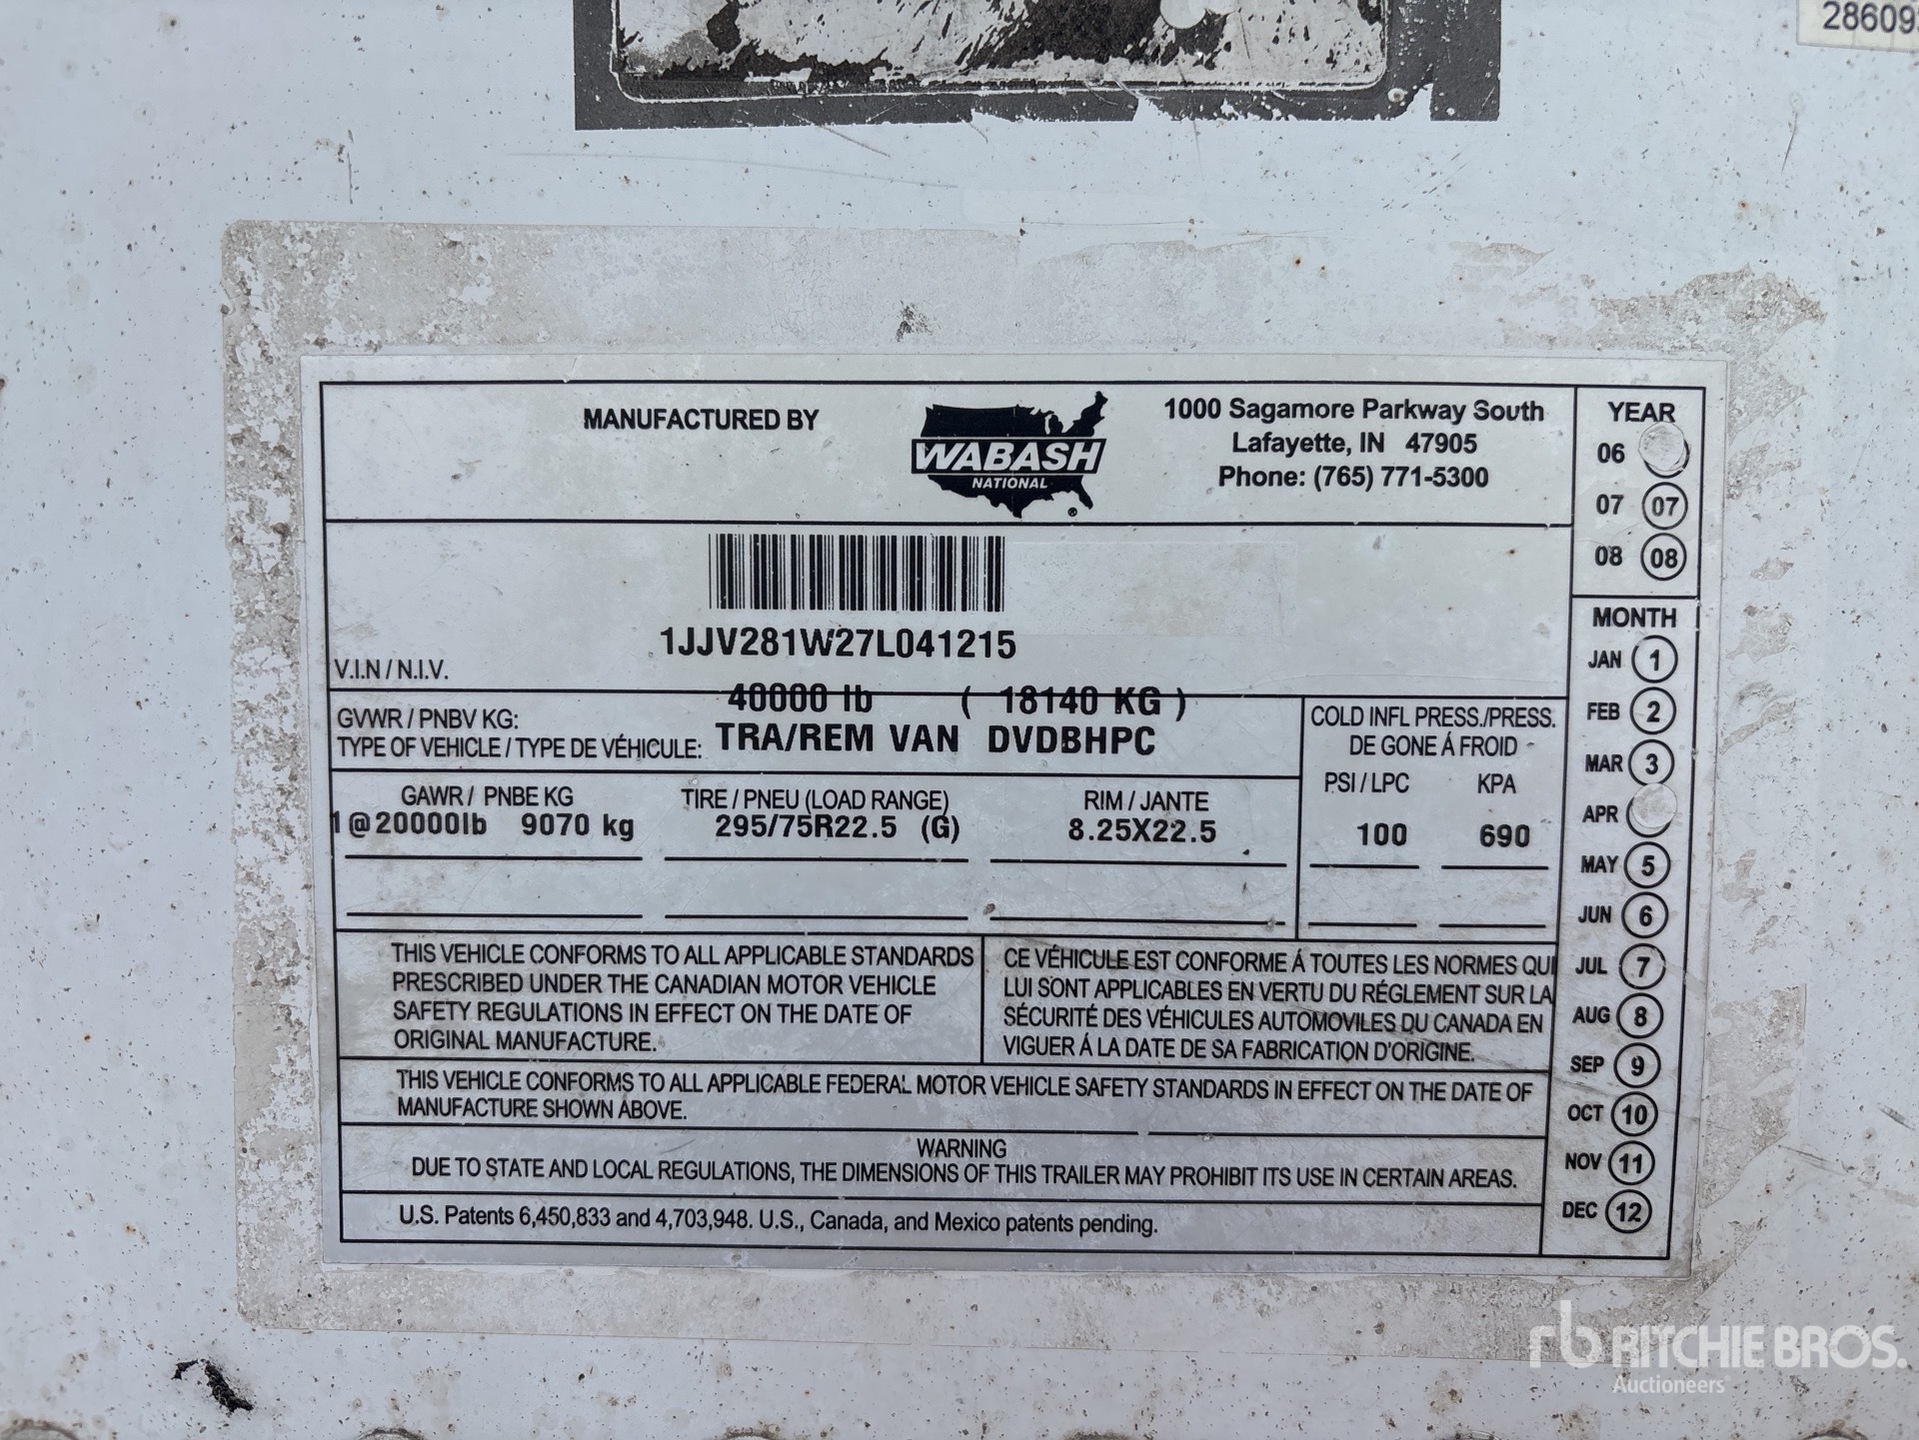 28609
MANUFACTURED BY
WABASH
NATIONAL
®
1000 Sagamore Parkway South
Lafayette, IN 47905
Phone: (765) 771-5300
YEAR
06
07 07
08 08
1JJV281W27L041215
V.I.N / N.I.V.
MONTH
JAN 1
FEB 2
MAR 3
APR
MAY 5
JUN 6
JUL 7
AUG 8
SEP 9
OCT 10
NOV 11
DEC 12
40000 lb ( 18140 KG )
GVWR / PNBV KG:
TYPE OF VEHICLE / TYPE DE VÉHICULE: TRA/REM VAN DVDBHPC
COLD INFL PRESS./PRESS.
DE GONE Á FROID
PSI / LPC KPA
100 690
GAWR / PNBE KG TIRE / PNEU (LOAD RANGE) RIM / JANTE
1@20000lb 9070 kg 295/75R22.5 (G) 8.25X22.5
THIS VEHICLE CONFORMS TO ALL APPLICABLE STANDARDS
PRESCRIBED UNDER THE CANADIAN MOTOR VEHICLE
SAFETY REGULATIONS IN EFFECT ON THE DATE OF
ORIGINAL MANUFACTURE.
CE VÉHICULE EST CONFORME Á TOUTES LES NORMES QUI
LUI SONT APPLICABLES EN VERTU DU RÉGLEMENT SUR LA
SÉCURITÉ DES VÉHICULES AUTOMOVILES DU CANADA EN
VIGUER Á LA DATE DE SA FABRICATION D'ORIGINE.
THIS VEHICLE CONFORMS TO ALL APPLICABLE FEDERAL MOTOR VEHICLE SAFETY STANDARDS IN EFFECT ON THE DATE OF
MANUFACTURE SHOWN ABOVE.
WARNING
DUE TO STATE AND LOCAL REGULATIONS, THE DIMENSIONS OF THIS TRAILER MAY PROHIBIT ITS USE IN CERTAIN AREAS.
U.S. Patents 6,450,833 and 4,703,948. U.S., Canada, and Mexico patents pending.
rb RITCHIE BROS.
Auctioneers